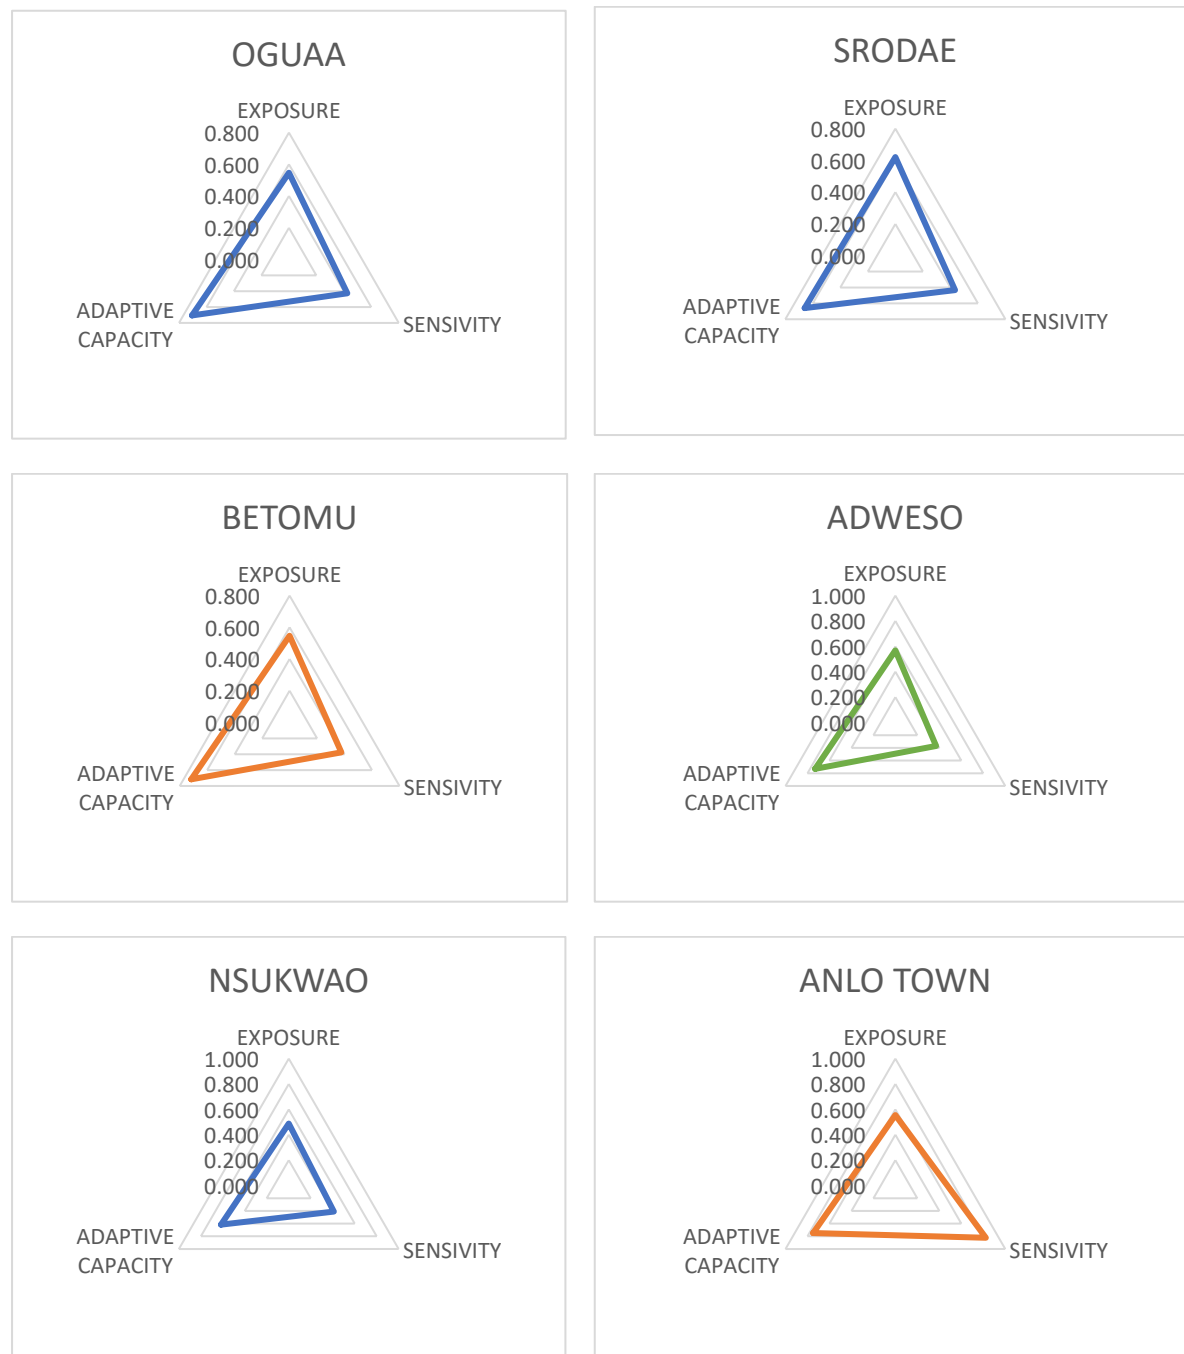 OGUAA
EXPOSURE
0.800
0.600
0.400
0.200
0.000
ADAPTIVE
CAPACITY
SENSIVITY
SRODAE
EXPOSURE
0.800
0.600
0.400
0.200
0.000
ADAPTIVE
CAPACITY
SENSIVITY
BETOMU
EXPOSURE
0.800
0.600
0.400
0.200
0.000
ADAPTIVE
CAPACITY
SENSIVITY
ADWESO
EXPOSURE
1.000
0.800
0.600
0.400
0.200
0.000
ADAPTIVE
CAPACITY
SENSIVITY
NSUKWAO
EXPOSURE
1.000
0.800
0.600
0.400
0.200
0.000
ADAPTIVE
CAPACITY
SENSIVITY
ANLO TOWN
EXPOSURE
1.000
0.800
0.600
0.400
0.200
0.000
ADAPTIVE
CAPACITY
SENSIVITY